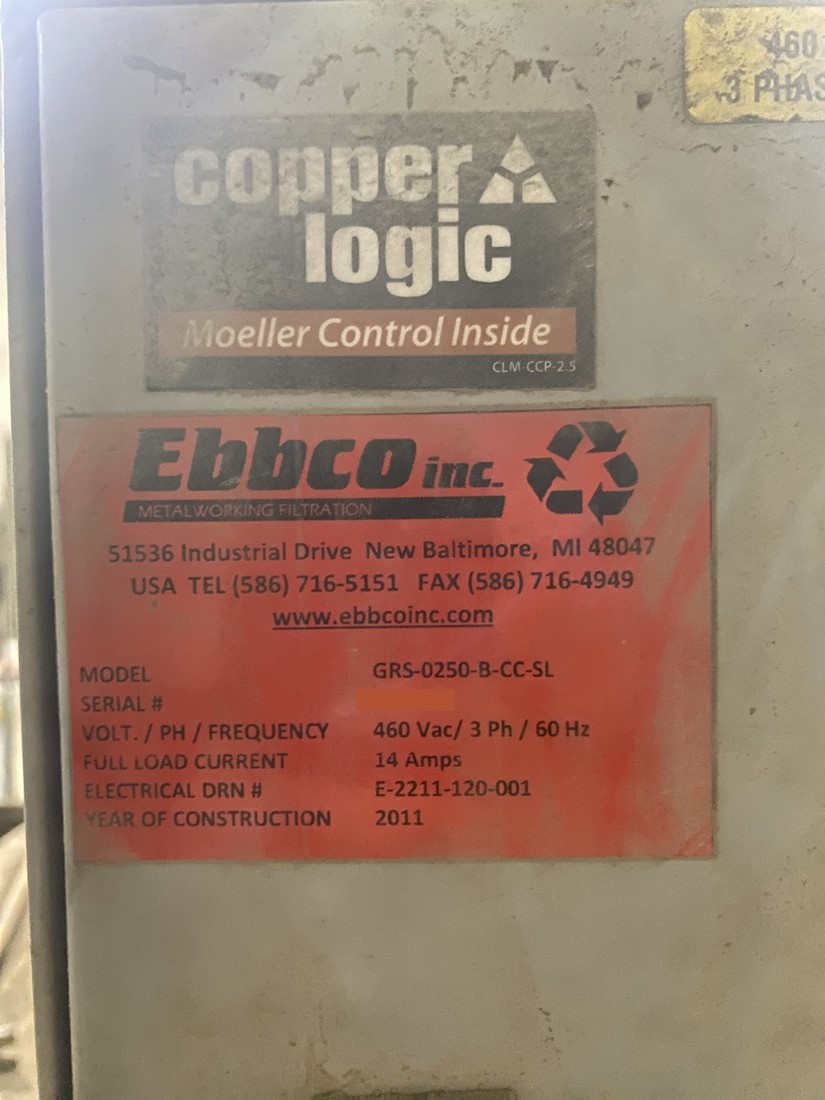 460
3 PHAS
copper
logic
Moeller Control Inside
CLM-CCP-2.5
Ebbco inc.
METALWORKING FILTRATION
51536 Industrial Drive New Baltimore, MI 48047
USA TEL (586) 716-5151 FAX (586) 716-4949
www.ebbcoinc.com
MODEL GRS-0250-B-CC-SL
SERIAL #
VOLT. / PH / FREQUENCY 460 Vac/ 3 Ph / 60 Hz
FULL LOAD CURRENT 14 Amps
ELECTRICAL DRN # E-2211-120-001
YEAR OF CONSTRUCTION 2011